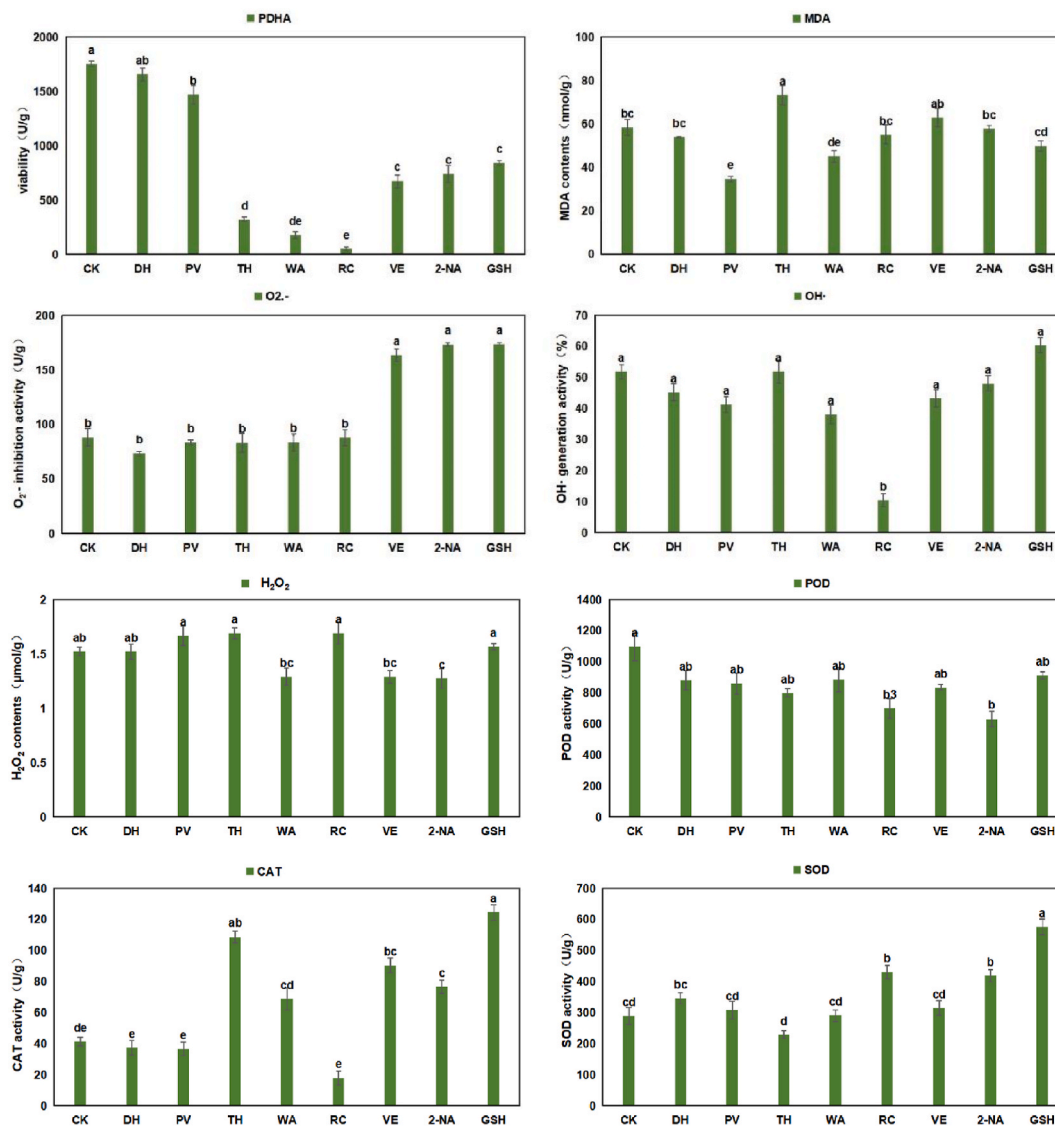 PDHA
viability（U/g）
2000
1500
1000
500
0
a
ab
b
d
de
e
c
c
c
CK DH PV TH WA RC VE 2-NA GSH
MDA
MDA contents（nmol/g）
100
80
60
40
20
0
bc
bc
e
a
de
bc
ab
bc
cd
CK DH PV TH WA RC VE 2-NA GSH
O2.-
O₂·- inhibition activity（U/g）
200
150
100
50
0
b
b
b
b
b
b
a
a
a
CK DH PV TH WA RC VE 2-NA GSH
OH·
OH· generation activity（%）
70
60
50
40
30
20
10
0
a
a
a
a
a
b
a
a
a
CK DH PV TH WA RC VE 2-NA GSH
H₂O₂
H₂O₂ contents（μmol/g）
2
1.5
1
0.5
0
ab
ab
a
a
bc
a
bc
c
a
CK DH PV TH WA RC VE 2-NA GSH
POD
POD activity（U/g）
1400
1200
1000
800
600
400
200
0
a
ab
ab
ab
ab
b3
ab
b
ab
CK DH PV TH WA RC VE 2-NA GSH
CAT
CAT activity（U/g）
140
120
100
80
60
40
20
0
de
e
e
ab
cd
e
bc
c
a
CK DH PV TH WA RC VE 2-NA GSH
SOD
SOD activity（U/g）
700
600
500
400
300
200
100
0
cd
bc
cd
d
cd
b
cd
b
a
CK DH PV TH WA RC VE 2-NA GSH